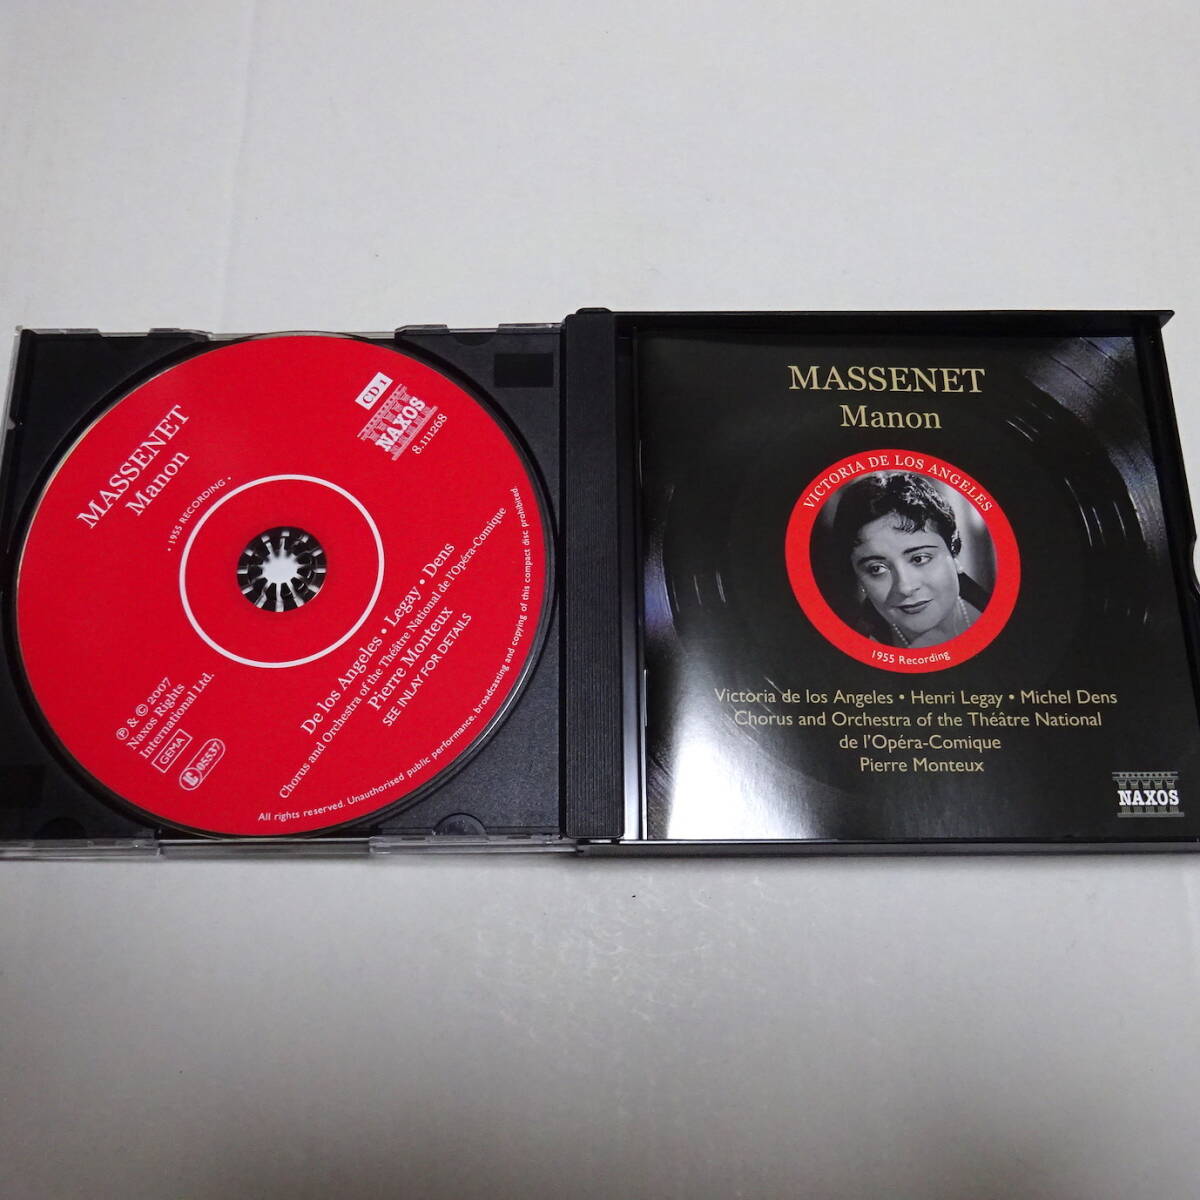 MASSENET
Manon
• 1955 RECORDING •
CD 1
NAXOS
8.111268
De los Angeles • Legay • Dens
Chorus and Orchestra of the Théâtre National de l'Opéra-Comique
Pierre Monteux
SEE INLAY FOR DETAILS
℗ & © 2007
Naxos Rights
International Ltd.
GEMA
LC 05537
All rights reserved. Unauthorised public performance, broadcasting and copying of this compact disc prohibited.
MASSENET
Manon
VICTORIA DE LOS ANGELES
1955 Recording
Victoria de los Angeles • Henri Legay • Michel Dens
Chorus and Orchestra of the Théâtre National
de l'Opéra-Comique
Pierre Monteux
NAXOS